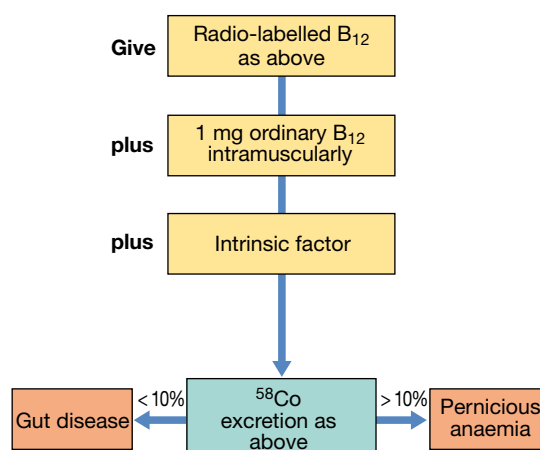 Give
Radio-labelled B₁₂
as above
plus
1 mg ordinary B₁₂
intramuscularly
plus
Intrinsic factor
Gut disease
< 10%
⁵⁸Co
excretion as
above
> 10%
Pernicious
anaemia